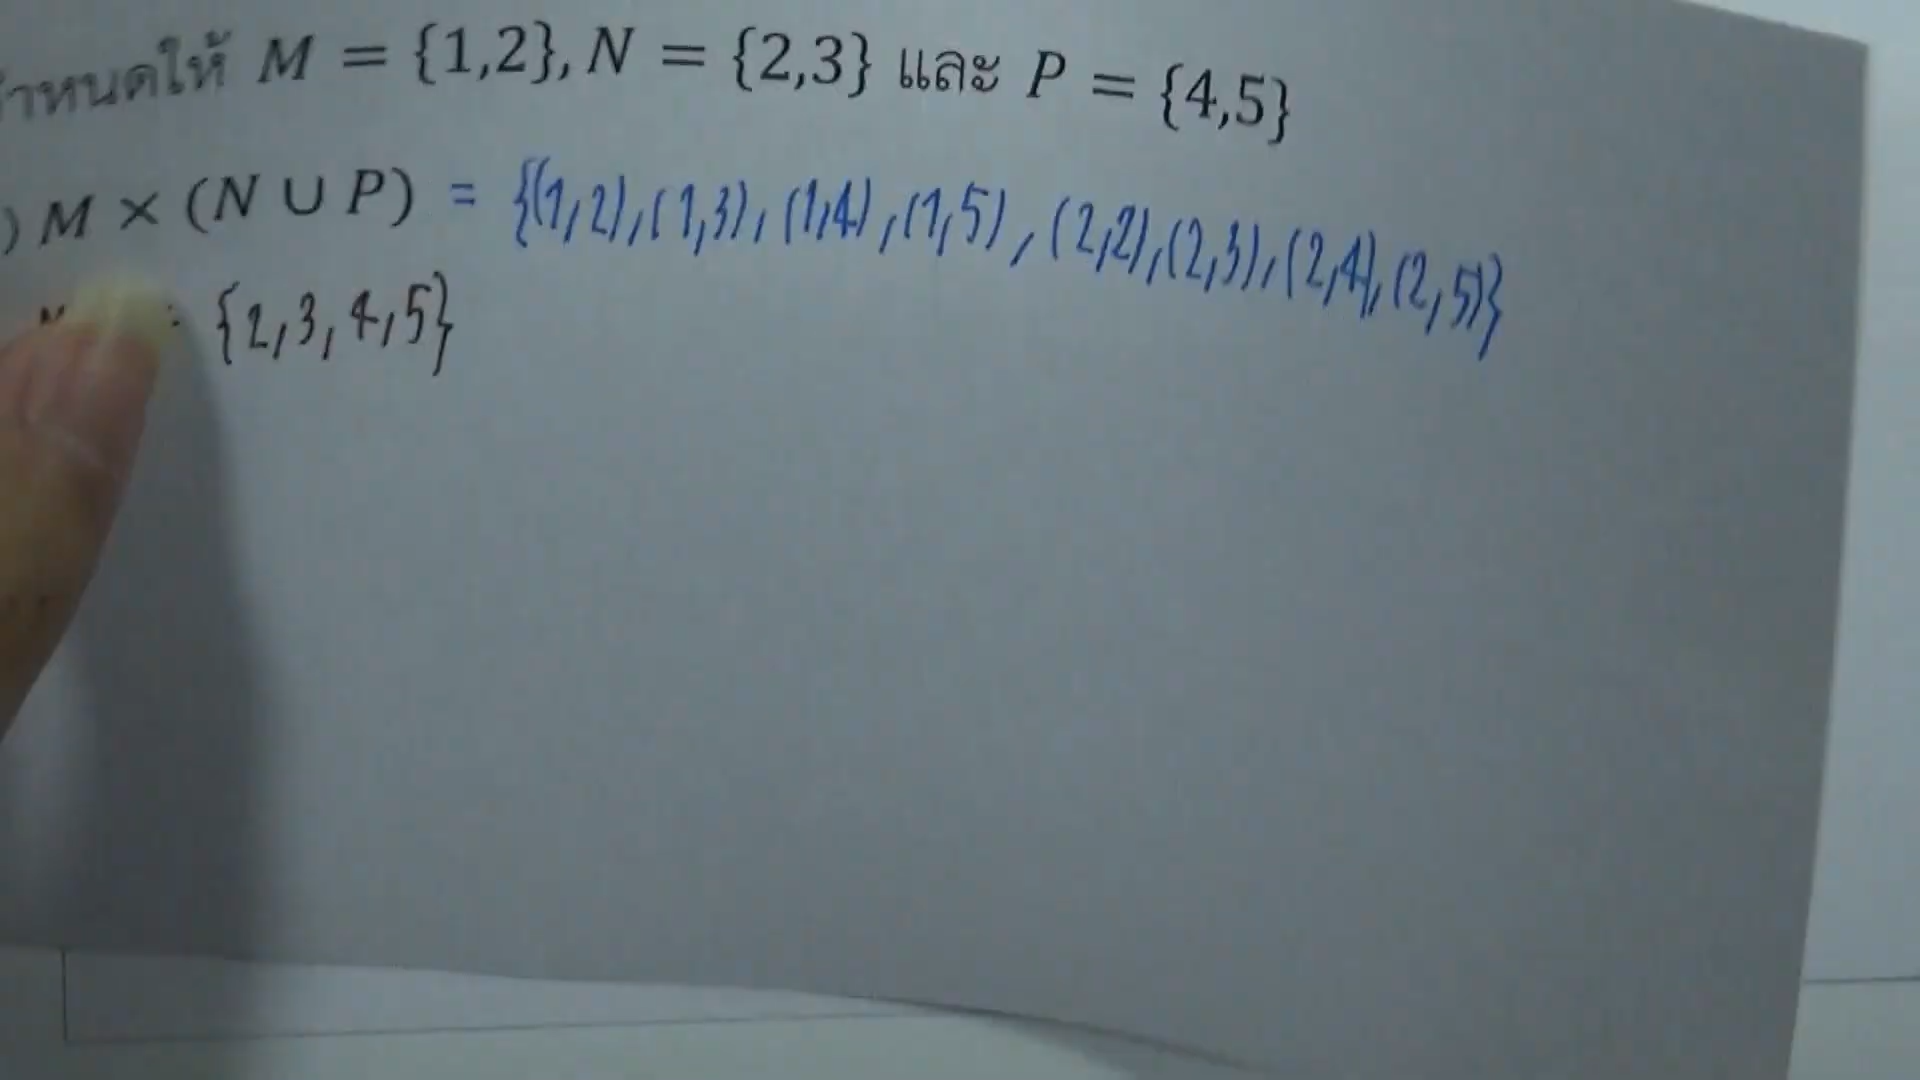 กำหนดให้ M = {1,2}, N = {2,3} และ P = {4,5}
) M × (N ∪ P) = {(1,2),(1,3),(1,4),(1,5),(2,2),(2,3),(2,4),(2,5)}
= {2,3,4,5}